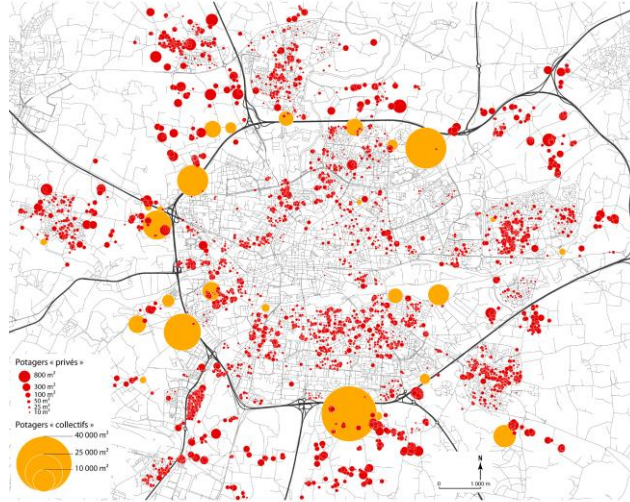 Potagers « privés »
800 m²
300 m²
100 m²
50 m²
25 m²
10 m²
Potagers « collectifs »
40 000 m²
25 000 m²
10 000 m²
N
0 1 000 m